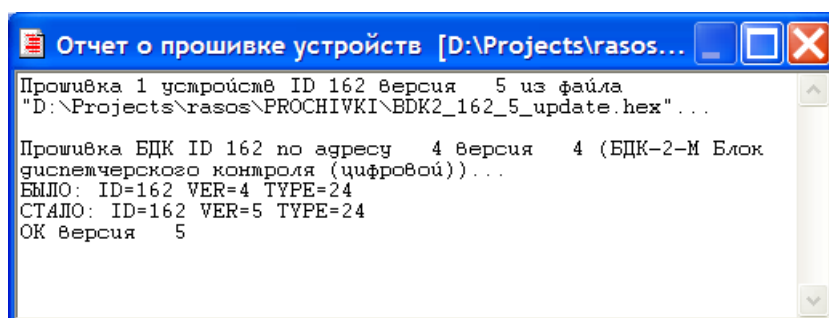 Отчет о прошивке устройств [D:\Projects\rasos...
Прошивка 1 устройств ID 162 версия 5 из файла
"D:\Projects\rasos\PROCHIVKI\BDK2_162_5_update.hex"...
Прошивка БДК ID 162 по адресу 4 версия 4 (БДК-2-М Блок
диспетчерского контроля (цифровой))...
БЫЛО: ID=162 VER=4 TYPE=24
СТАЛО: ID=162 VER=5 TYPE=24
ОК версия 5